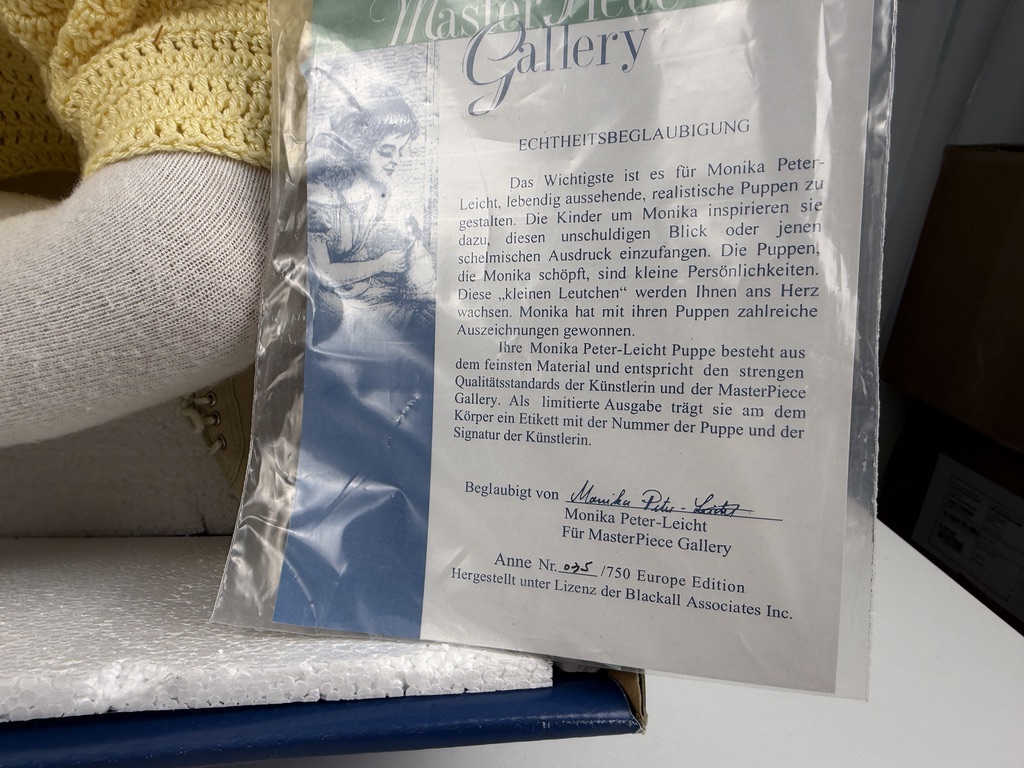 MasterPiece
Gallery
ECHTHEITSBEGLAUBIGUNG
Das Wichtigste ist es für Monika Peter-
Leicht, lebendig aussehende, realistische Puppen zu
gestalten. Die Kinder um Monika inspirieren sie
dazu, diesen unschuldigen Blick oder jenen
schelmischen Ausdruck einzufangen. Die Puppen,
die Monika schöpft, sind kleine Persönlichkeiten.
Diese „kleinen Leutchen“ werden Ihnen ans Herz
wachsen. Monika hat mit ihren Puppen zahlreiche
Auszeichnungen gewonnen.
Ihre Monika Peter-Leicht Puppe besteht aus
dem feinsten Material und entspricht den strengen
Qualitätsstandards der Künstlerin und der MasterPiece
Gallery. Als limitierte Ausgabe trägt sie am dem
Körper ein Etikett mit der Nummer der Puppe und der
Signatur der Künstlerin.
Beglaubigt von Monika Peter-Leicht
Monika Peter-Leicht
Für MasterPiece Gallery
Anne Nr. 035 /750 Europe Edition
Hergestellt unter Lizenz der Blackall Associates Inc.